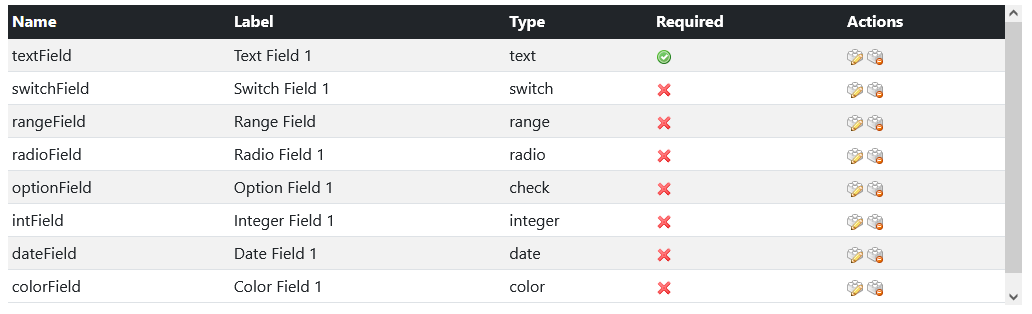 Name Label Type Required Actions
textField Text Field 1 text
switchField Switch Field 1 switch
rangeField Range Field range
radioField Radio Field 1 radio
optionField Option Field 1 check
intField Integer Field 1 integer
dateField Date Field 1 date
colorField Color Field 1 color